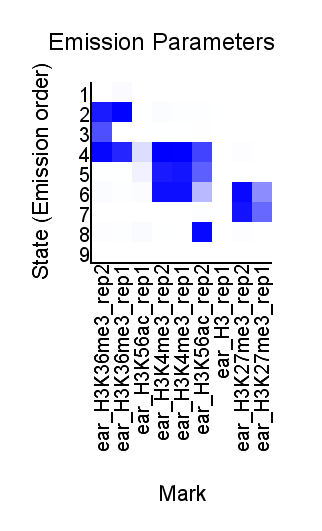 Emission Parameters
State (Emission order)
1
2
3
4
5
6
7
8
9
ear_H3K36me3_rep2
ear_H3K36me3_rep1
ear_H3K56ac_rep1
ear_H3K4me3_rep2
ear_H3K4me3_rep1
ear_H3K56ac_rep2
ear_H3_rep1
ear_H3K27me3_rep2
ear_H3K27me3_rep1
Mark